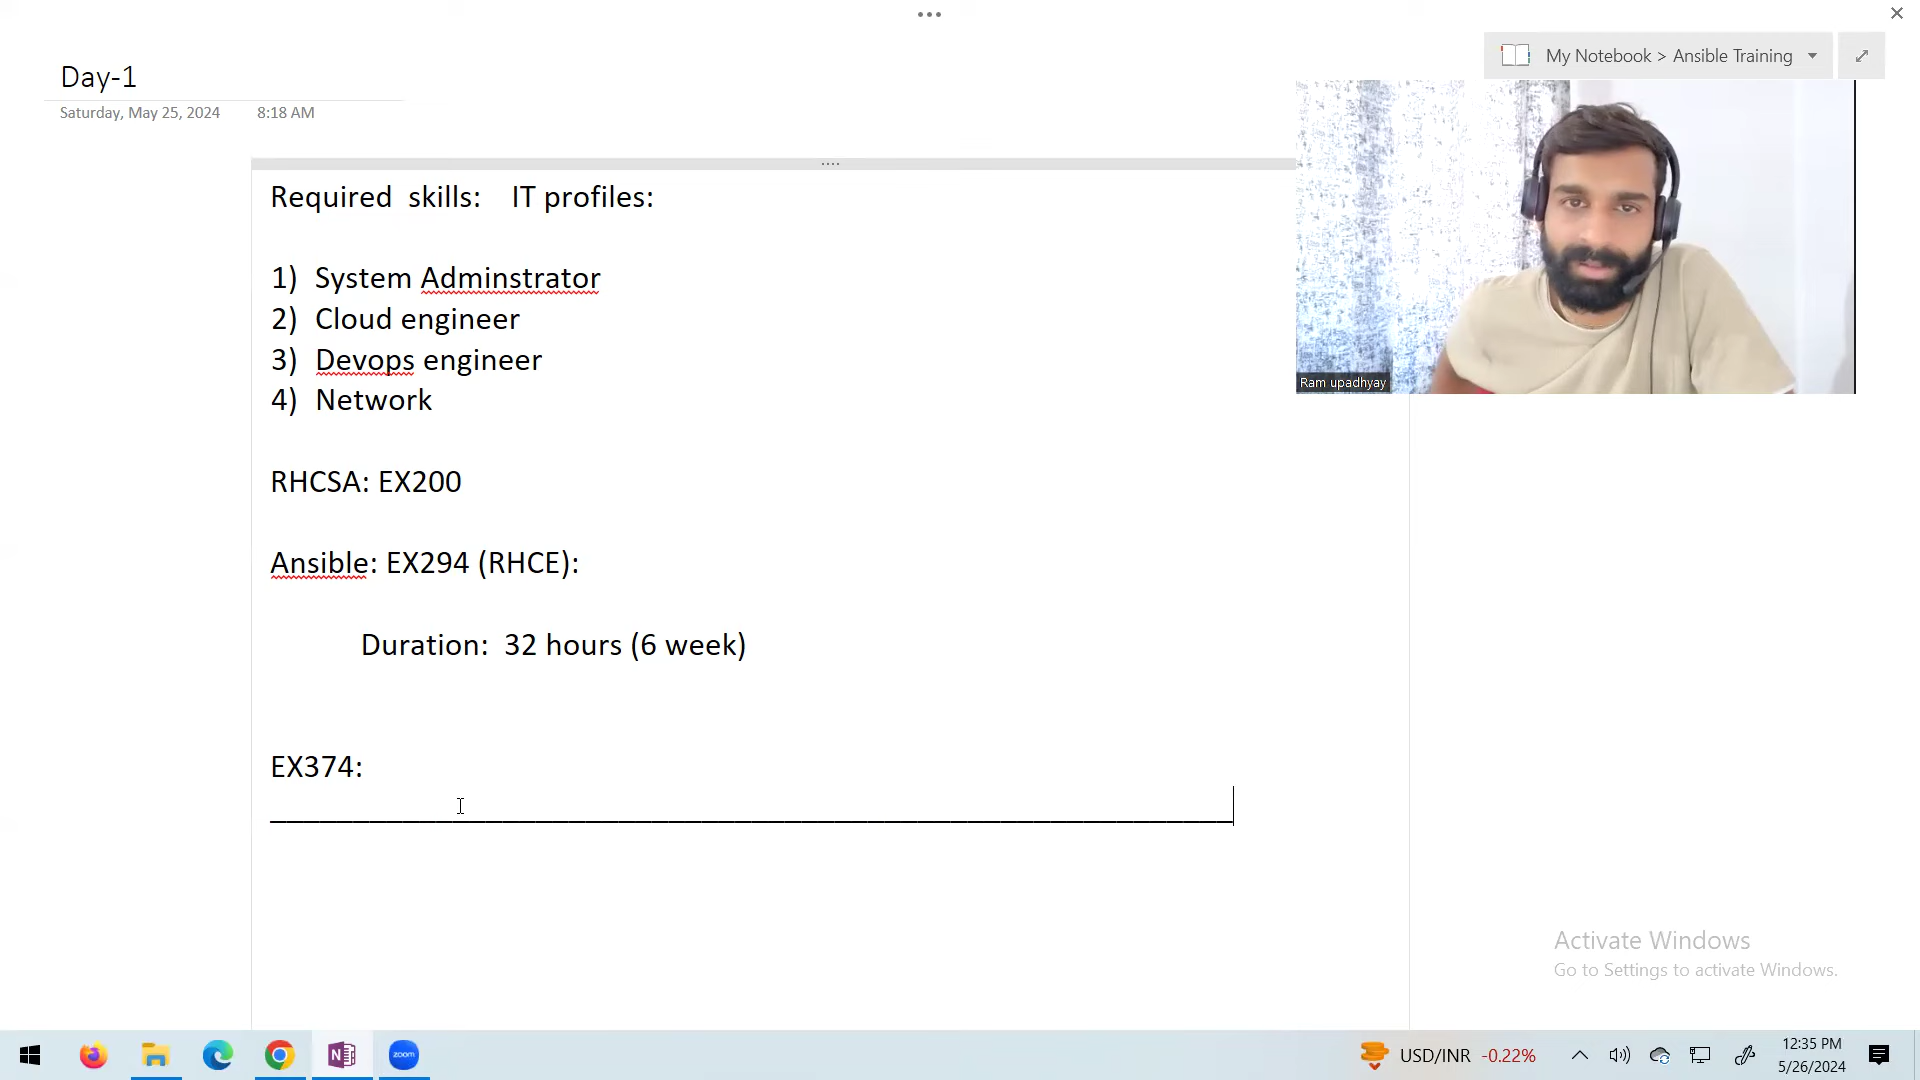 My Notebook > Ansible Training
Day-1
Saturday, May 25, 2024 8:18 AM
Required skills: IT profiles:
1) System Adminstrator
2) Cloud engineer
3) Devops engineer
4) Network
RHCSA: EX200
Ansible: EX294 (RHCE):
Duration: 32 hours (6 week)
EX374:
Ram upadhyay
Activate Windows
Go to Settings to activate Windows.
zoom
USD/INR -0.22%
12:35 PM
5/26/2024